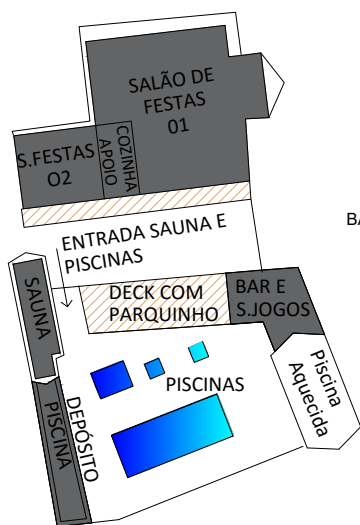 SALÃO DE
FESTAS
01
S.FESTAS
O2
COZINHA
APOIO
ENTRADA SAUNA E
PISCINAS
BA
SAUNA
DECK COM
PARQUINHO
BAR E
S.JOGOS
PISCINAS
Piscina
Aquecida
DEPÓSITO
PISCINA